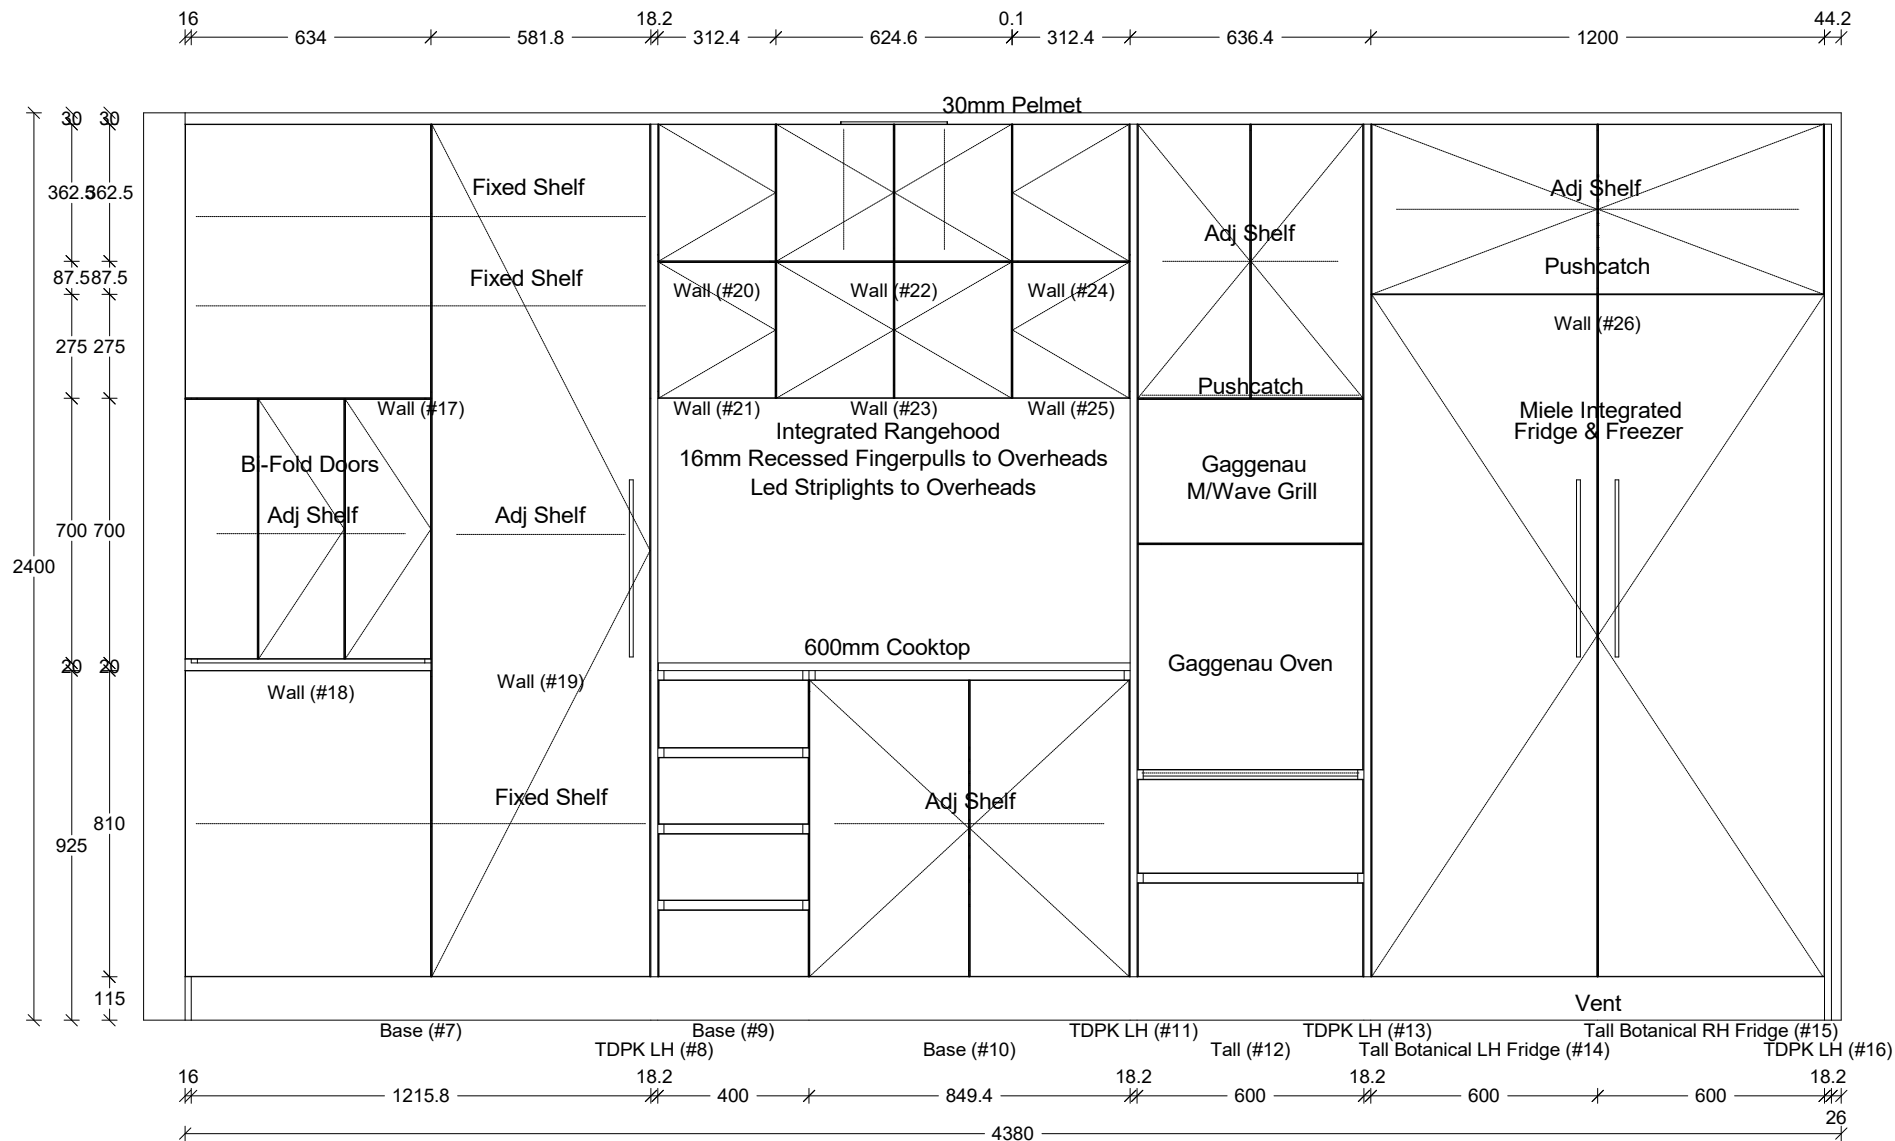 16 18.2 0.1 44.2
634 581.8 312.4 624.6 312.4 636.4 1200
30mm Pelmet
30 30
Fixed Shelf
Adj Shelf
362.5 362.5
Adj Shelf
Fixed Shelf
Pushcatch
87.5 87.5
Wall (#20) Wall (#22) Wall (#24)
Wall (#26)
275 275
Pushcatch
Wall (#17) Wall (#21) Wall (#23) Wall (#25)
Miele Integrated
Fridge & Freezer
Integrated Rangehood
16mm Recessed Fingerpulls to Overheads
Led Striplights to Overheads
Bi-Fold Doors
Gaggenau
M/Wave Grill
Adj Shelf Adj Shelf
700 700
2400
600mm Cooktop
Gaggenau Oven
20 20
Wall (#18) Wall (#19)
Fixed Shelf Adj Shelf
810
925
115
Vent
Base (#7) Base (#9) TDPK LH (#11) TDPK LH (#13) Tall Botanical RH Fridge (#15)
TDPK LH (#8) Base (#10) Tall (#12) Tall Botanical LH Fridge (#14) TDPK LH (#16)
16 18.2 18.2 18.2 18.2
1215.8 400 849.4 600 600 600
26
4380